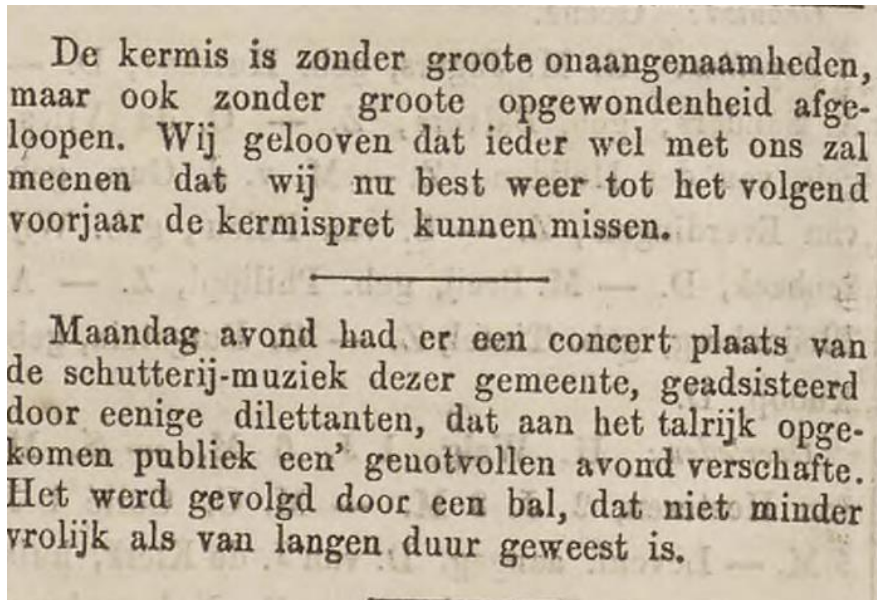 De kermis is zonder groote onaangenaamheden,
maar ook zonder groote opgewondenheid afge-
loopen. Wij gelooven dat ieder wel met ons zal
meenen dat wij nu best weer tot het volgend
voorjaar de kermispret kunnen missen.
Maandag avond had er een concert plaats van
de schutterij-muziek dezer gemeente, geadsisteerd
door eenige dilettanten, dat aan het talrijk opge-
komen publiek een' genotvollen avond verschafte.
Het werd gevolgd door een bal, dat niet minder
vrolijk als van langen duur geweest is.